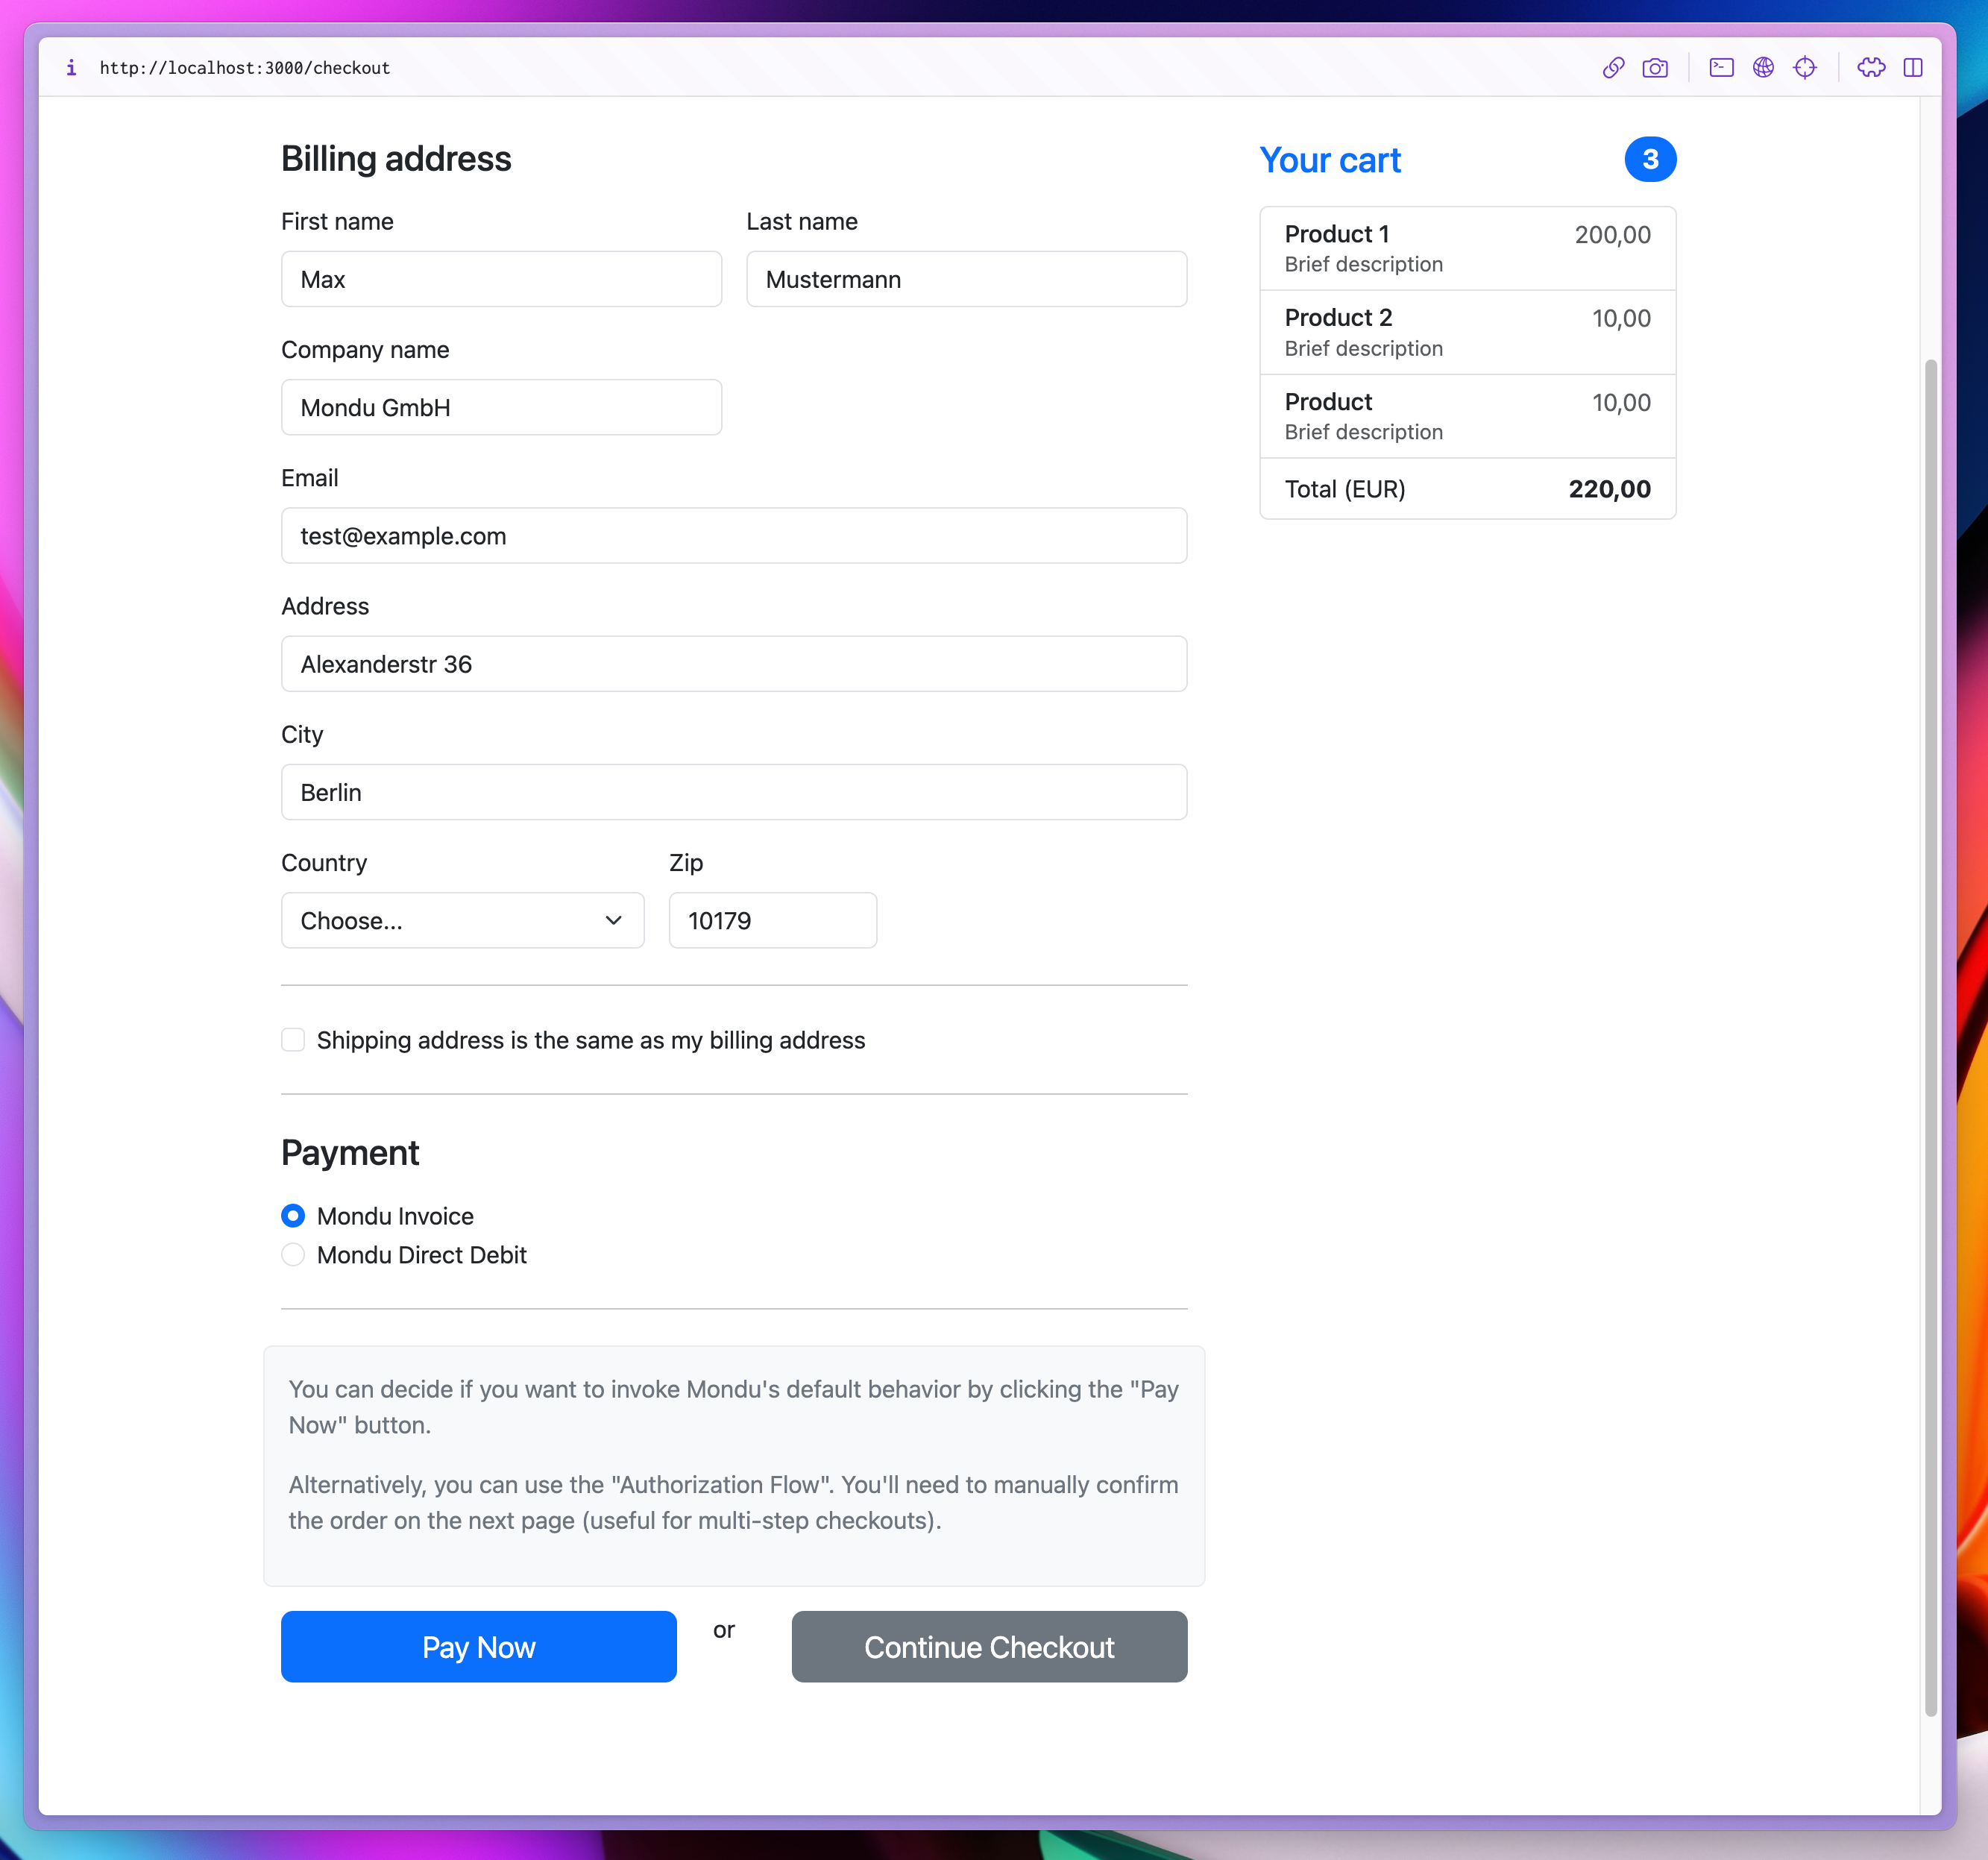 http://localhost:3000/checkout
Billing address
First name
Last name
Max
Mustermann
Company name
Mondu GmbH
Email
test@example.com
Address
Alexanderstr 36
City
Berlin
Country
Zip
Choose...
10179
Shipping address is the same as my billing address
Payment
Mondu Invoice
Mondu Direct Debit
You can decide if you want to invoke Mondu's default behavior by clicking the "Pay
Now" button.
Alternatively, you can use the "Authorization Flow". You'll need to manually confirm
the order on the next page (useful for multi-step checkouts).
Pay Now
or
Continue Checkout
Your cart
3
Product 1
200,00
Brief description
Product 2
10,00
Brief description
Product
10,00
Brief description
Total (EUR)
220,00